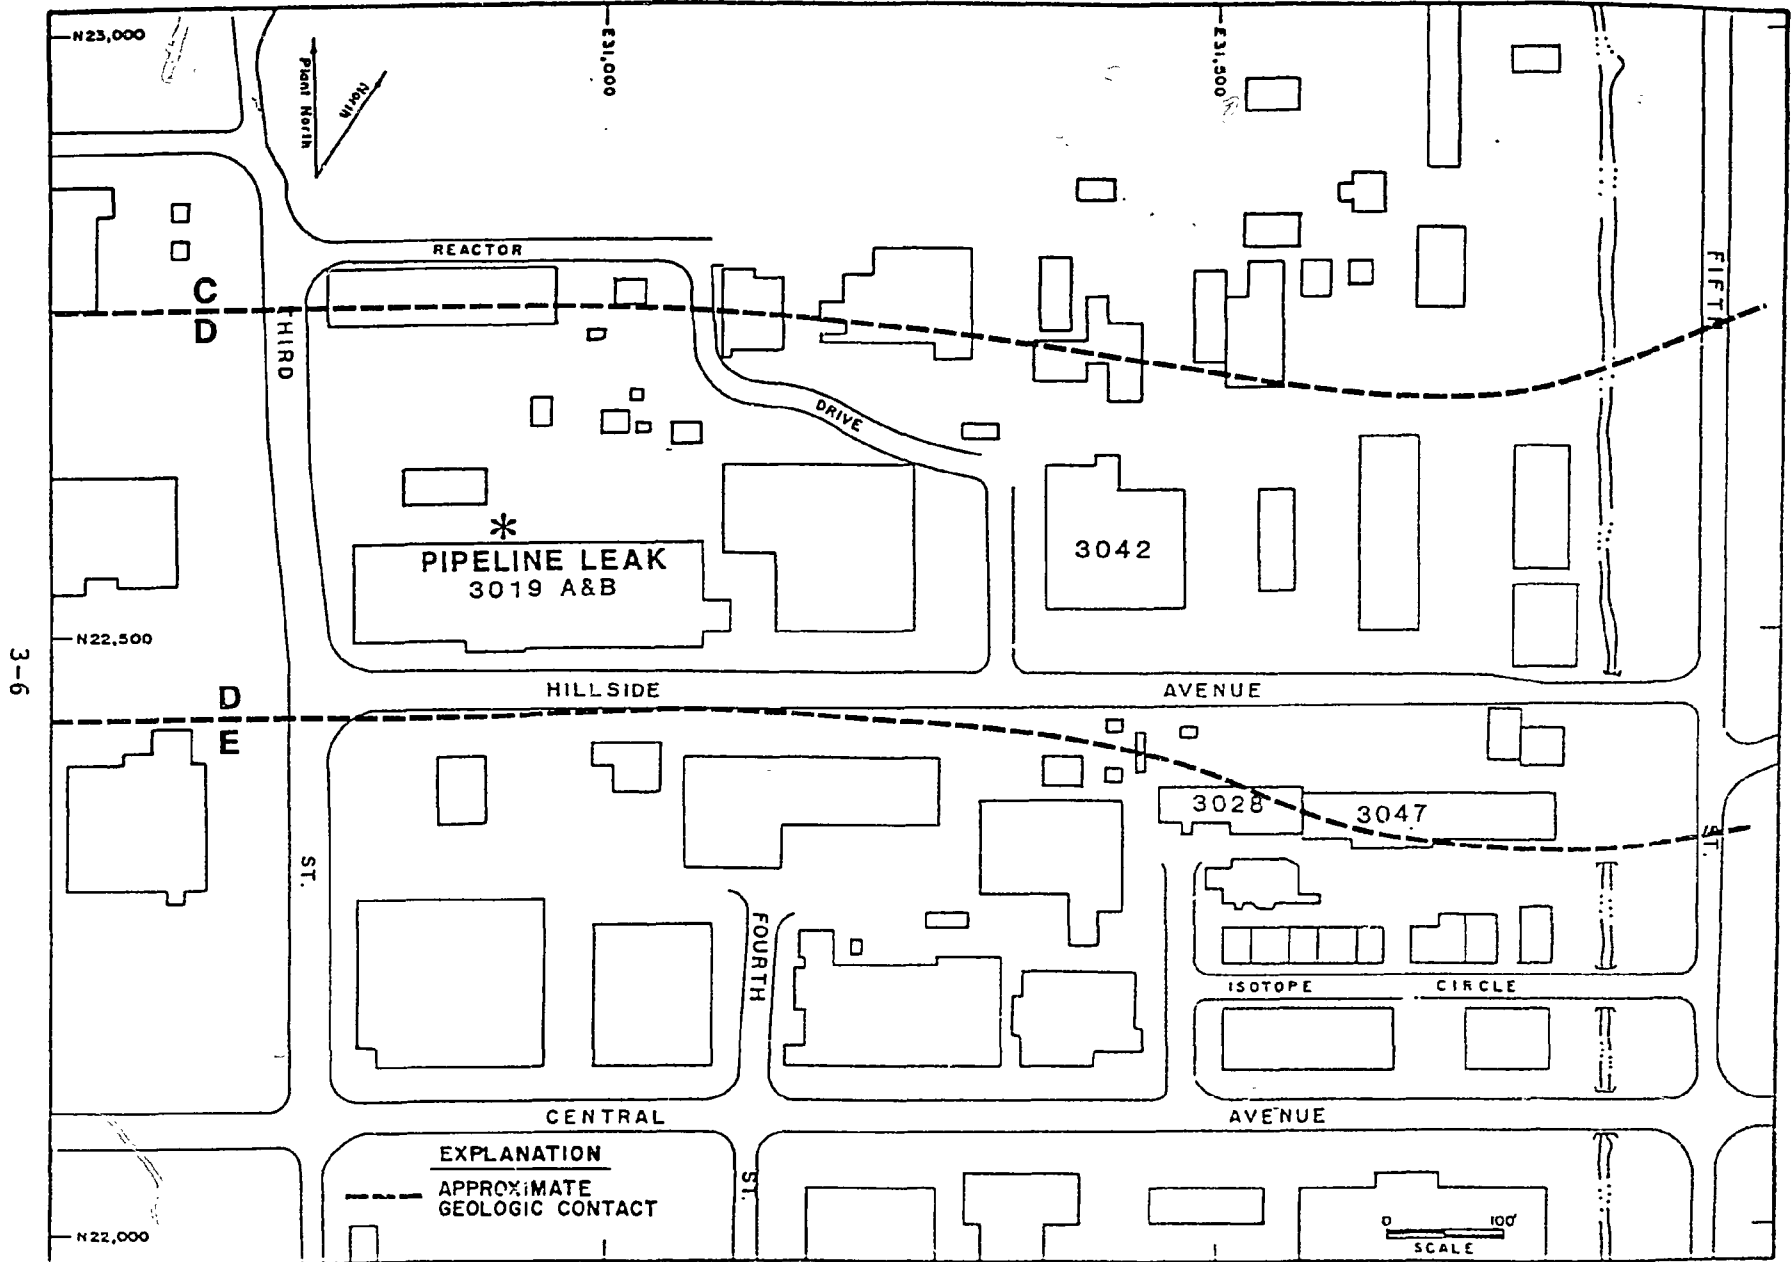 N23,000
E31,000
E31,500
Plant North
North
REACTOR
C
D
THIRD
FIFTH
DRIVE
*
PIPELINE LEAK
3019 A&B
3042
N22,500
3-6
D
E
HILLSIDE
AVENUE
3028
3047
ST.
ST.
FOURTH
ISOTOPE
CIRCLE
CENTRAL
AVENUE
EXPLANATION
APPROXIMATE
GEOLOGIC CONTACT
ST.
0 100'
SCALE
N22,000